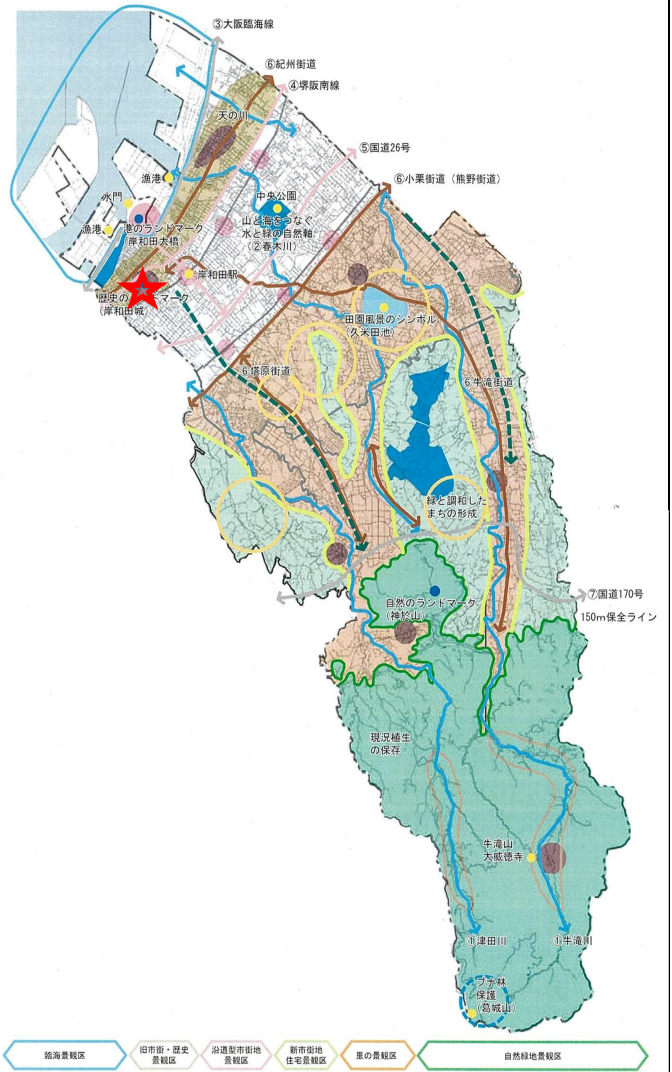 ③大阪臨海線
⑥紀州街道
④堺阪南線
天の川
⑤国道26号
漁港
⑥小栗街道（熊野街道）
水門
中央公園
漁港
港のランドマーク
（岸和田大橋）
山と海をつなぐ
水と緑の自然軸
（②春木川）
岸和田駅
歴史の
マーク
（岸和田城）
田園風景のシンボル
（久米田池）
６塔原街道
６牛滝街道
緑と調和した
まちの形成
⑦国道170号
自然のランドマーク
（神於山）
150m保全ライン
現況植生
の保存
牛滝山
大威徳寺
①津田川
①牛滝川
ブナ林
保護
（葛城山）
臨海景観区
旧市街・歴史
景観区
沿道型市街地
景観区
新市街地
住宅景観区
里の景観区
自然緑地景観区